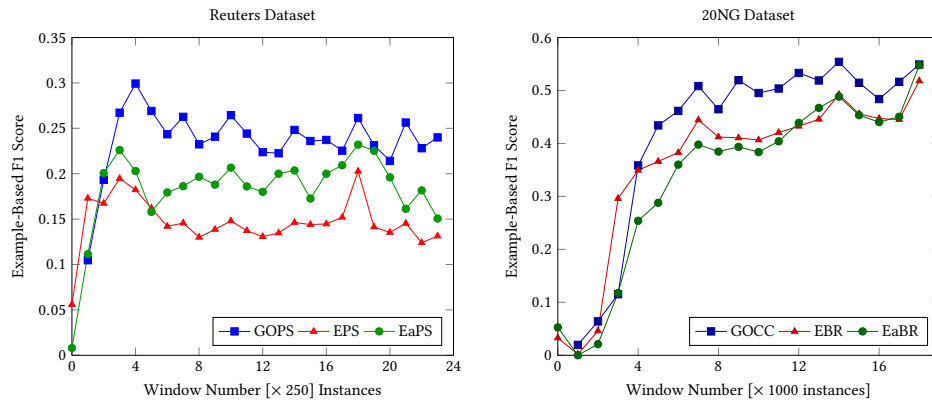 Reuters Dataset
0.35
0.3
0.25
0.2
0.15
0.1
0.05
0
Example-Based F1 Score
GOPS EPS EaPS
0 4 8 12 16 20 24
Window Number [× 250] Instances
20NG Dataset
0.6
0.5
0.4
0.3
0.2
0.1
0
Example-Based F1 Score
GOCC EBR EaBR
0 4 8 12 16
Window Number [× 1000 instances]